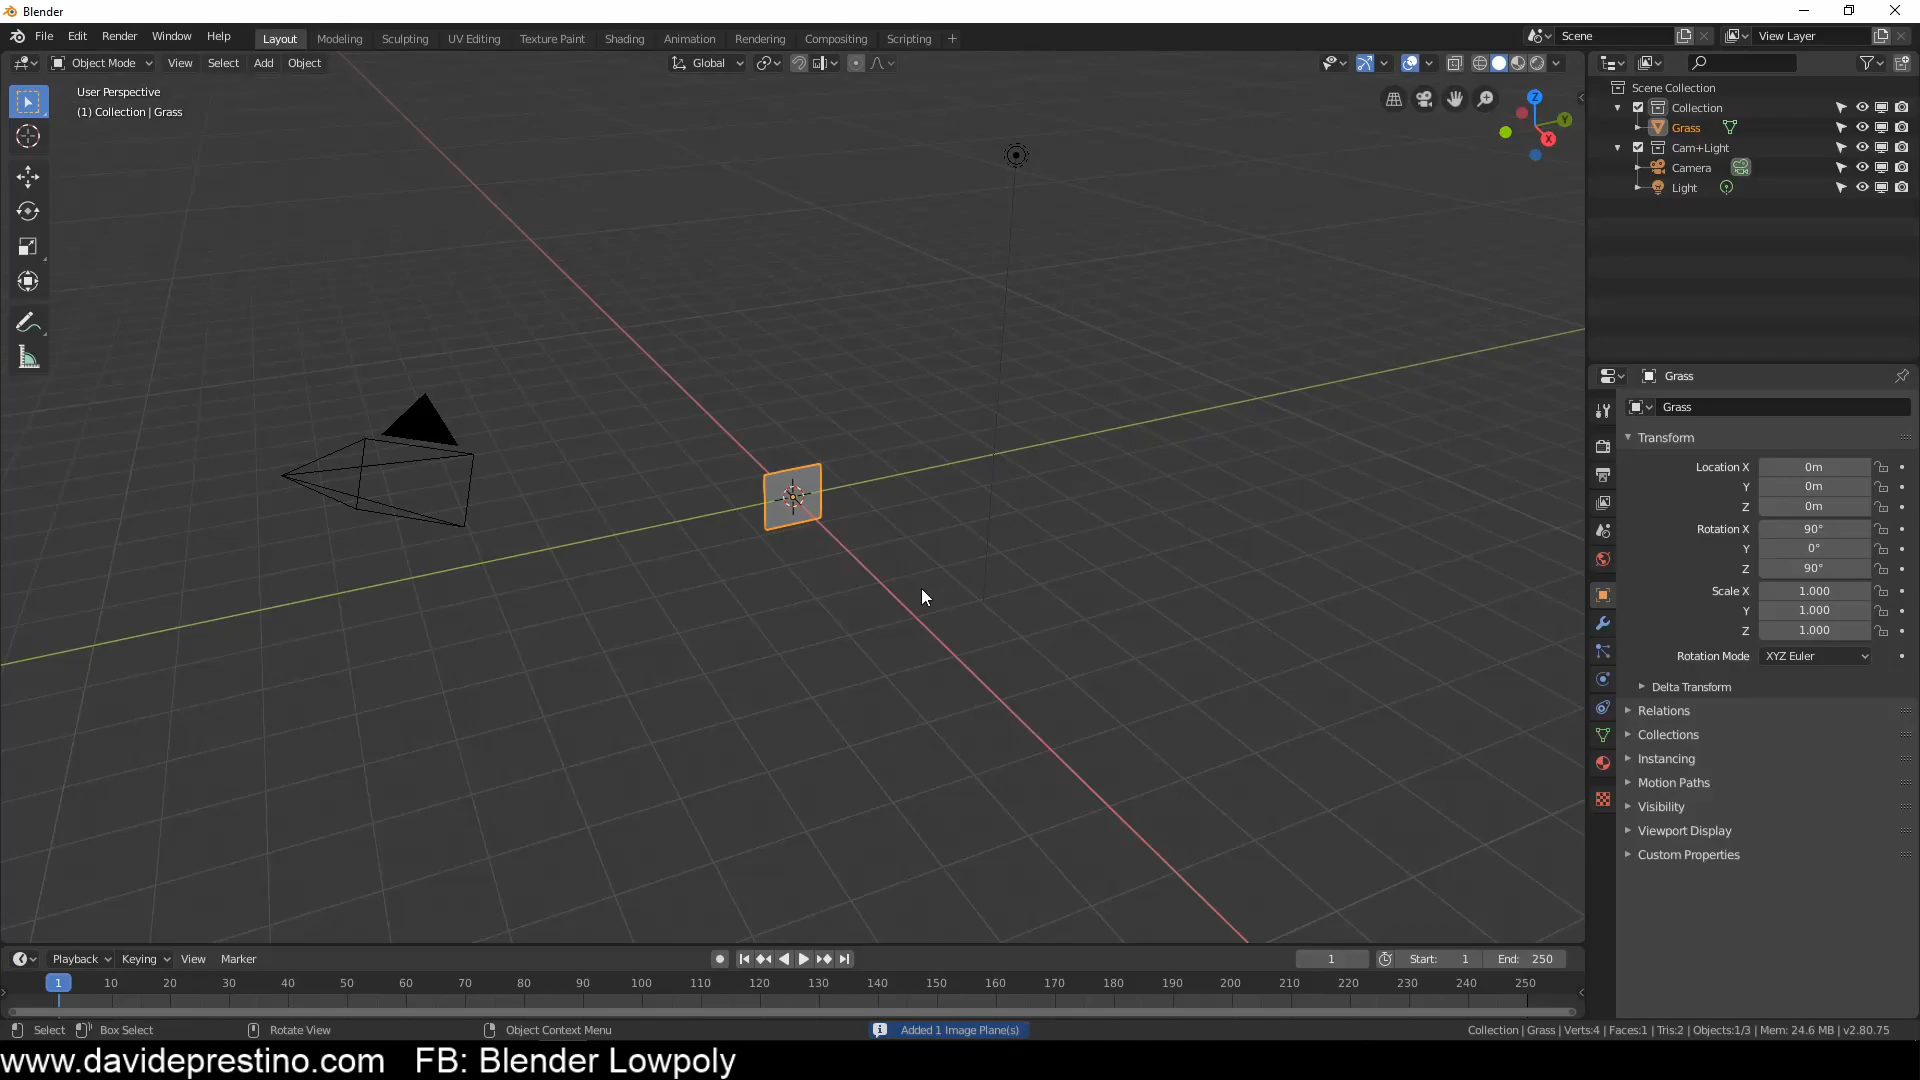 Blender
File Edit Render Window Help
Layout Modeling Sculpting UV Editing Texture Paint Shading Animation Rendering Compositing Scripting +
Scene
View Layer
Object Mode View Select Add Object
Global
User Perspective
(1) Collection | Grass
Z
Y
X
Scene Collection
Collection
Grass
Cam+Light
Camera
Light
Grass
Grass
Transform
Location X 0m
Y 0m
Z 0m
Rotation X 90°
Y 0°
Z 90°
Scale X 1.000
Y 1.000
Z 1.000
Rotation Mode XYZ Euler
Delta Transform
Relations
Collections
Instancing
Motion Paths
Visibility
Viewport Display
Custom Properties
Playback Keying View Marker
1 Start: 1 End: 250
1 10 20 30 40 50 60 70 80 90 100 110 120 130 140 150 160 170 180 190 200 210 220 230 240 250
Select Box Select Rotate View Object Context Menu Added 1 Image Plane(s) Collection | Grass | Verts:4 | Faces:1 | Tris:2 | Objects:1/3 | Mem: 24.6 MB | v2.80.75
www.davideprestino.com FB: Blender Lowpoly